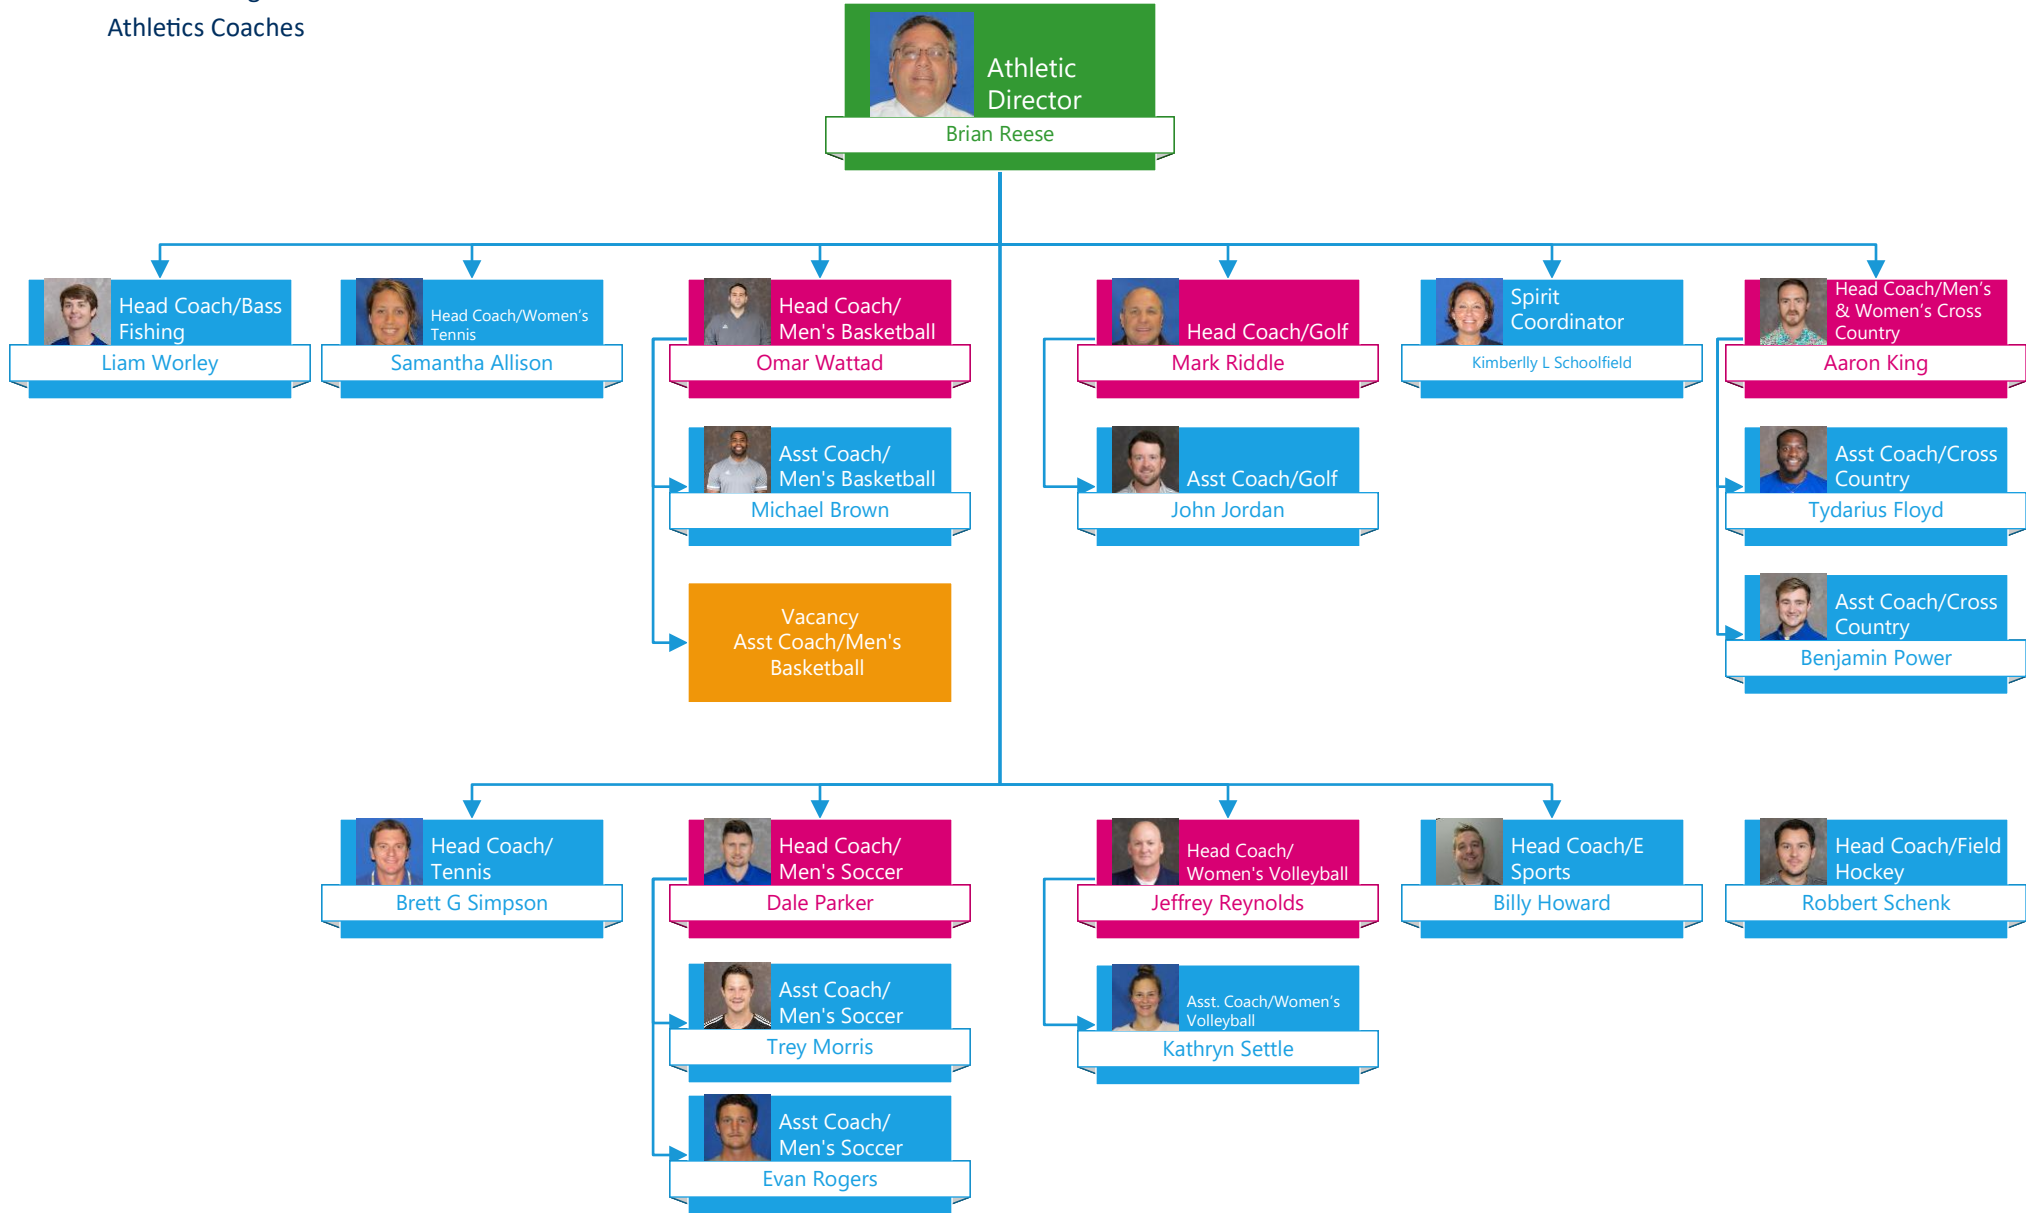 Athletics Coaches
Athletic
Director
Brian Reese
Head Coach/Bass
Fishing
Liam Worley
Head Coach/Women's
Tennis
Samantha Allison
Head Coach/
Men's Basketball
Omar Wattad
Head Coach/Golf
Mark Riddle
Spirit
Coordinator
Kimberlly L Schoolfield
Head Coach/Men's
& Women's Cross
Country
Aaron King
Asst Coach/
Men's Basketball
Michael Brown
Asst Coach/Golf
John Jordan
Asst Coach/Cross
Country
Tydarius Floyd
Vacancy
Asst Coach/Men's
Basketball
Asst Coach/Cross
Country
Benjamin Power
Head Coach/
Tennis
Brett G Simpson
Head Coach/
Men's Soccer
Dale Parker
Head Coach/
Women's Volleyball
Jeffrey Reynolds
Head Coach/E
Sports
Billy Howard
Head Coach/Field
Hockey
Robbert Schenk
Asst Coach/
Men's Soccer
Trey Morris
Asst. Coach/Women's
Volleyball
Kathryn Settle
Asst Coach/
Men's Soccer
Evan Rogers